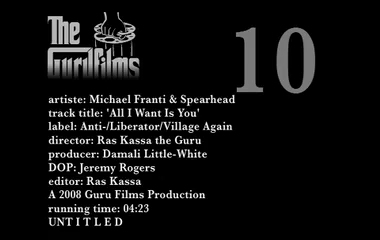 The
Gurufilms
10
artiste: Michael Franti & Spearhead
track title: 'All I Want Is You'
label: Anti-/Liberator/Village Again
director: Ras Kassa the Guru
producer: Damali Little-White
DOP: Jeremy Rogers
editor: Ras Kassa
A 2008 Guru Films Production
running time: 04:23
UNT I T L E D